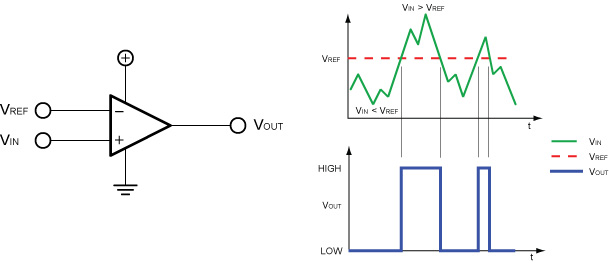 VREF
VIN
+
−
+
VOUT
VIN > VREF
VREF
VIN < VREF
t
HIGH
VOUT
LOW
t
VIN
VREF
VOUT